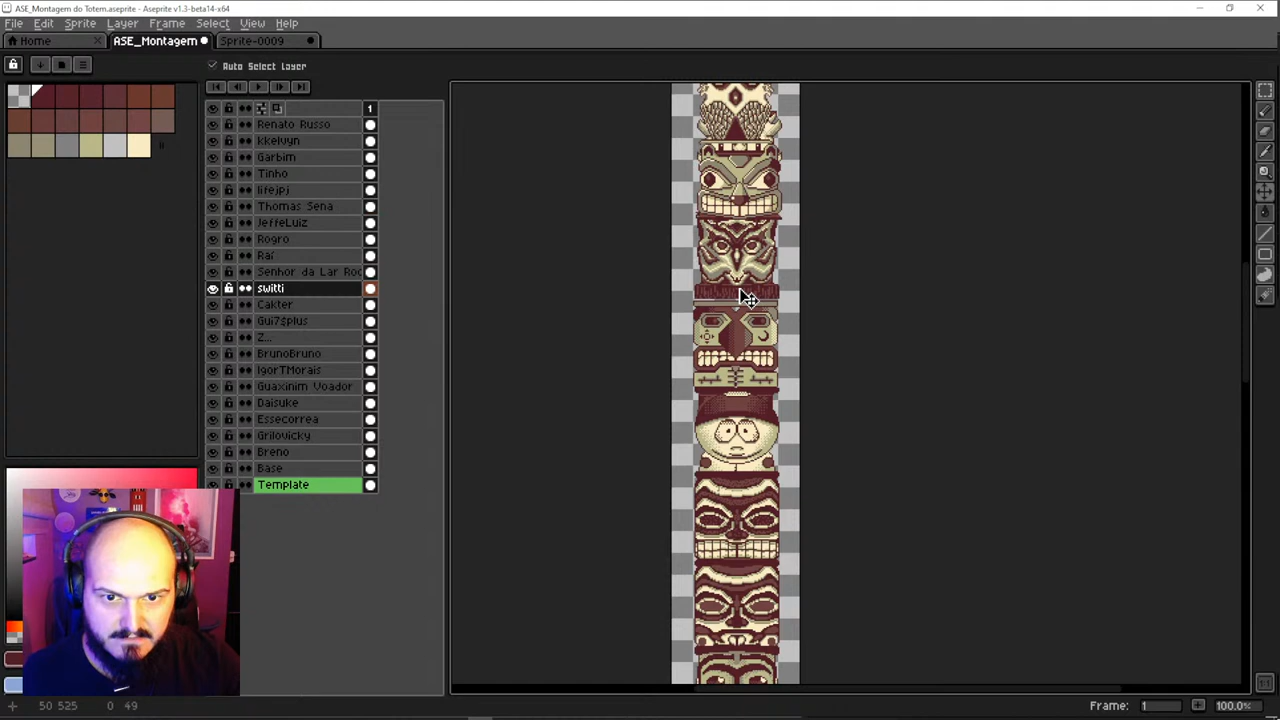 ASE_Montagem do Totem.aseprite - Aseprite v1.3-beta14-x64
File Edit Sprite Layer Frame Select View Help
Home ASE_Montagem Sprite-0009
Auto Select Layer
1
Renato Russo
kkelvyn
Garbim
Tinho
lifejpj
Thomas Sena
JeffeLuiz
Rogro
Raí
Senhor da Lar Roc
switti
Cakter
Gui7$plus
Z...
BrunoBruno
IgorTMorais
Guaxinim Voador
Daisuke
Essecorrea
Grilovicky
Breno
Base
Template
50 525 0 49 Frame: 1 100.0%
1:1